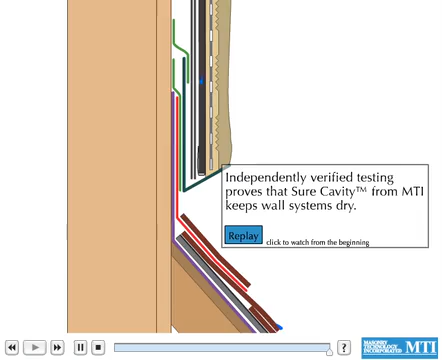 Independently verified testing
proves that Sure Cavity™ from MTI
keeps wall systems dry.
Replay click to watch from the beginning
?
MASONRY
TECHNOLOGY
INCORPORATED
MTI